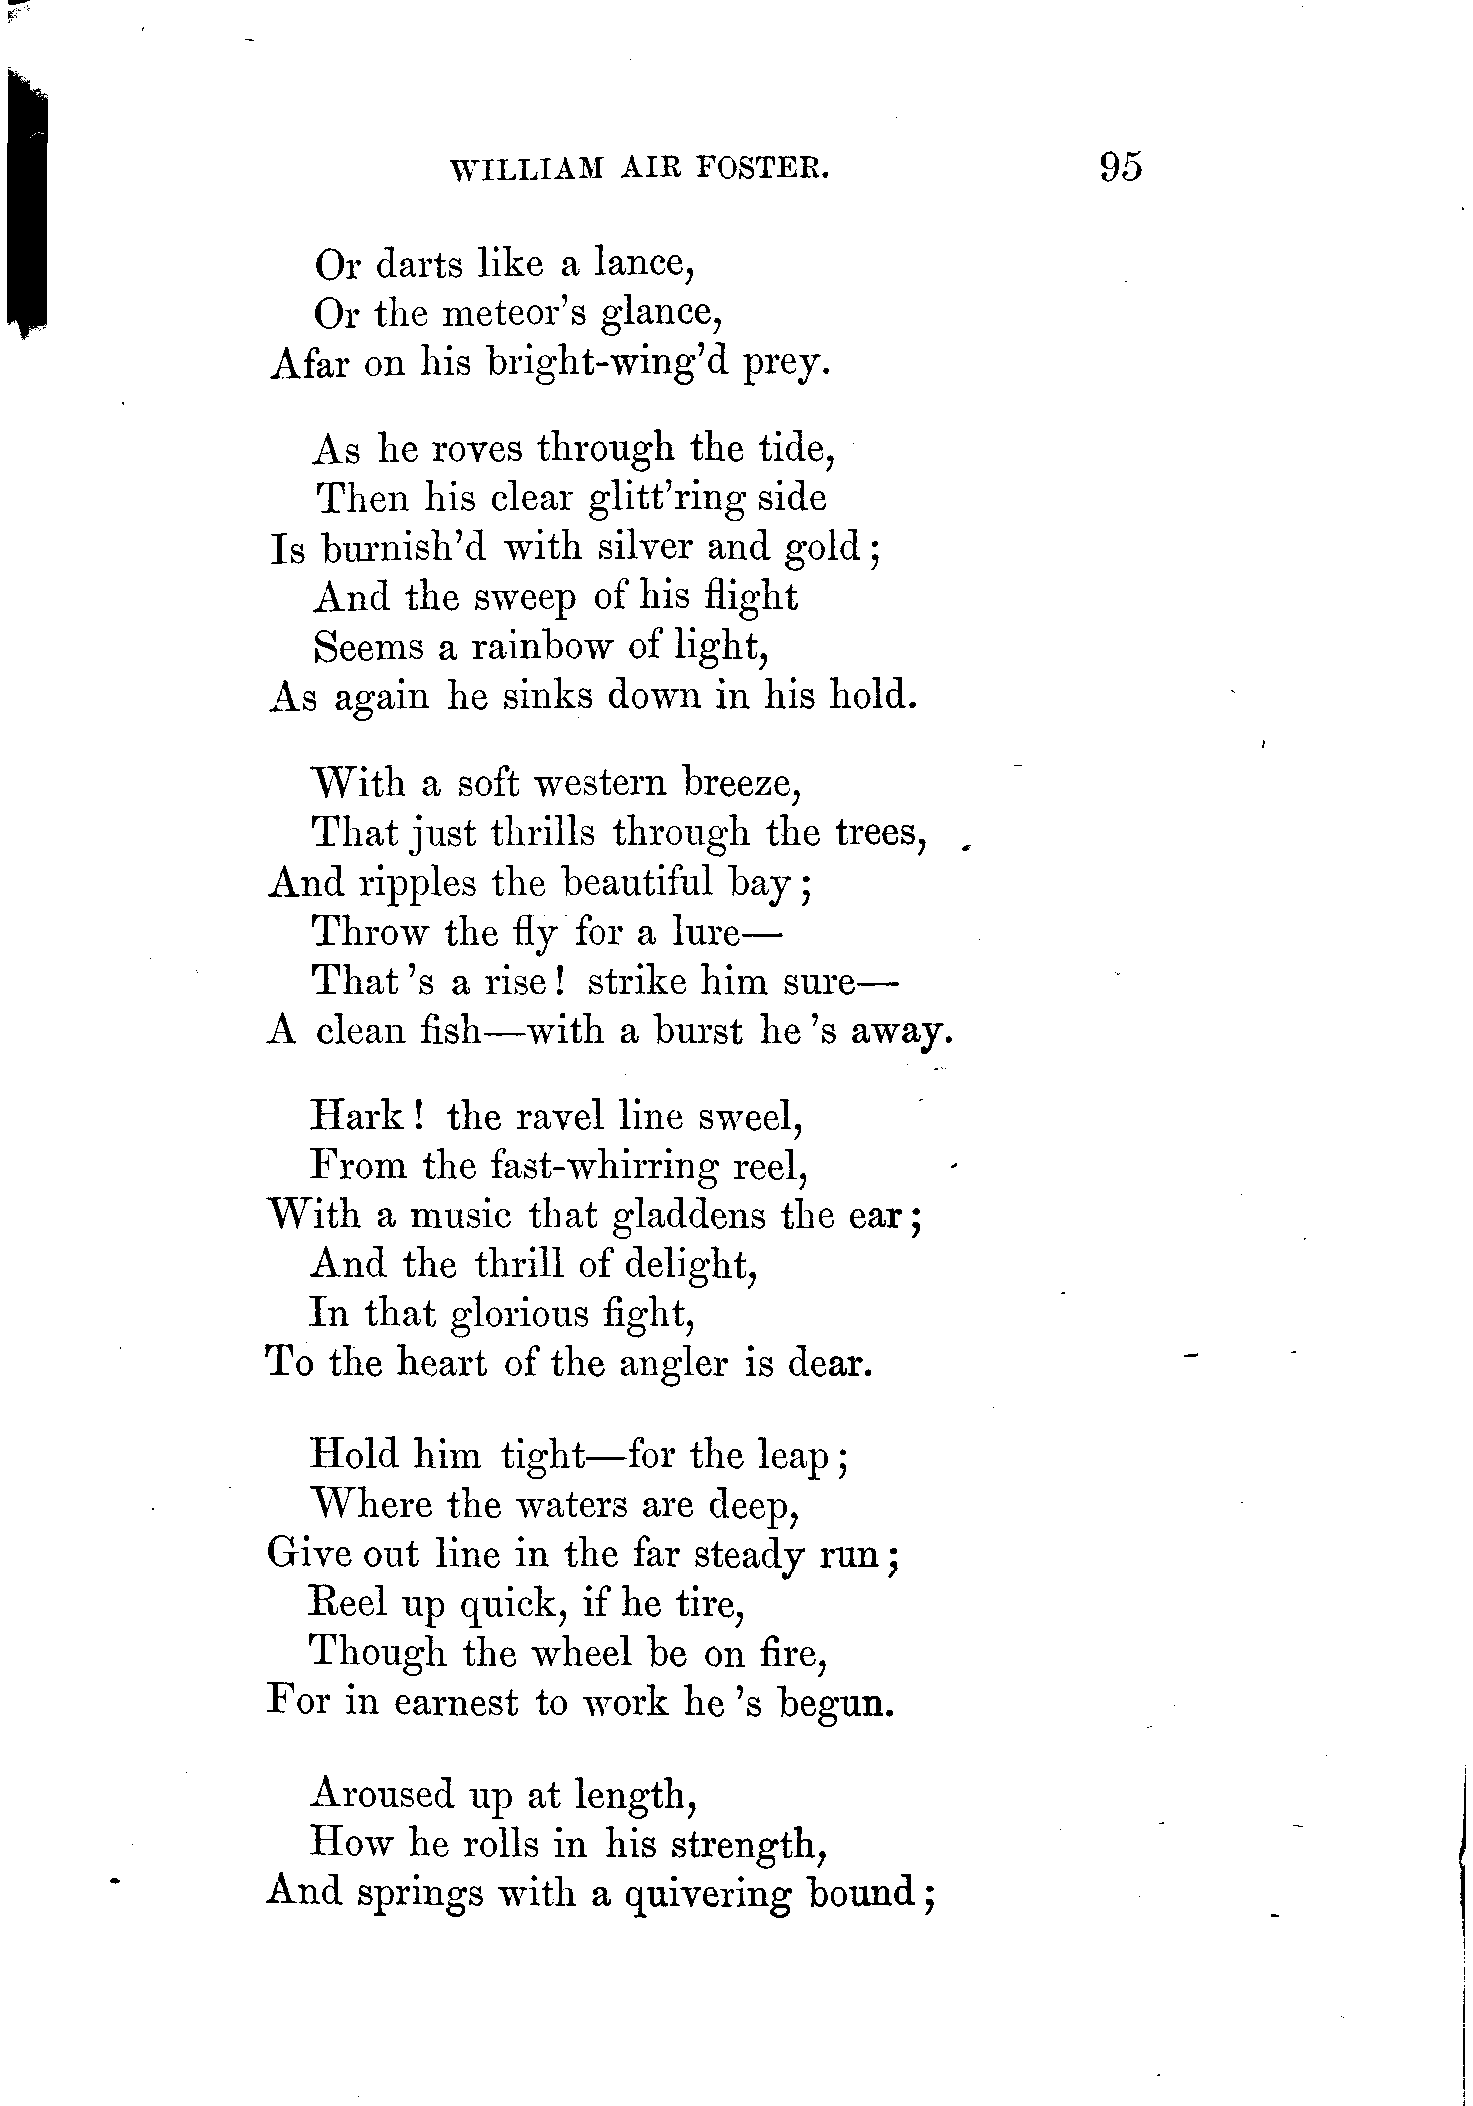 WILLIAM AIR FOSTER. 95
Or darts like a lance,
Or the meteor's glance,
Afar on his bright-wing'd prey.
As he roves through the tide,
Then his clear glitt'ring side
Is burnish'd with silver and gold;
And the sweep of his flight
Seems a rainbow of light,
As again he sinks down in his hold.
With a soft western breeze,
That just thrills through the trees,
And ripples the beautiful bay;
Throw the fly for a lure—
That's a rise! strike him sure—
A clean fish—with a burst he's away.
Hark! the ravel line sweel,
From the fast-whirring reel,
With a music that gladdens the ear;
And the thrill of delight,
In that glorious fight,
To the heart of the angler is dear.
Hold him tight—for the leap;
Where the waters are deep,
Give out line in the far steady run;
Reel up quick, if he tire,
Though the wheel be on fire,
For in earnest to work he's begun.
Aroused up at length,
How he rolls in his strength,
And springs with a quivering bound;